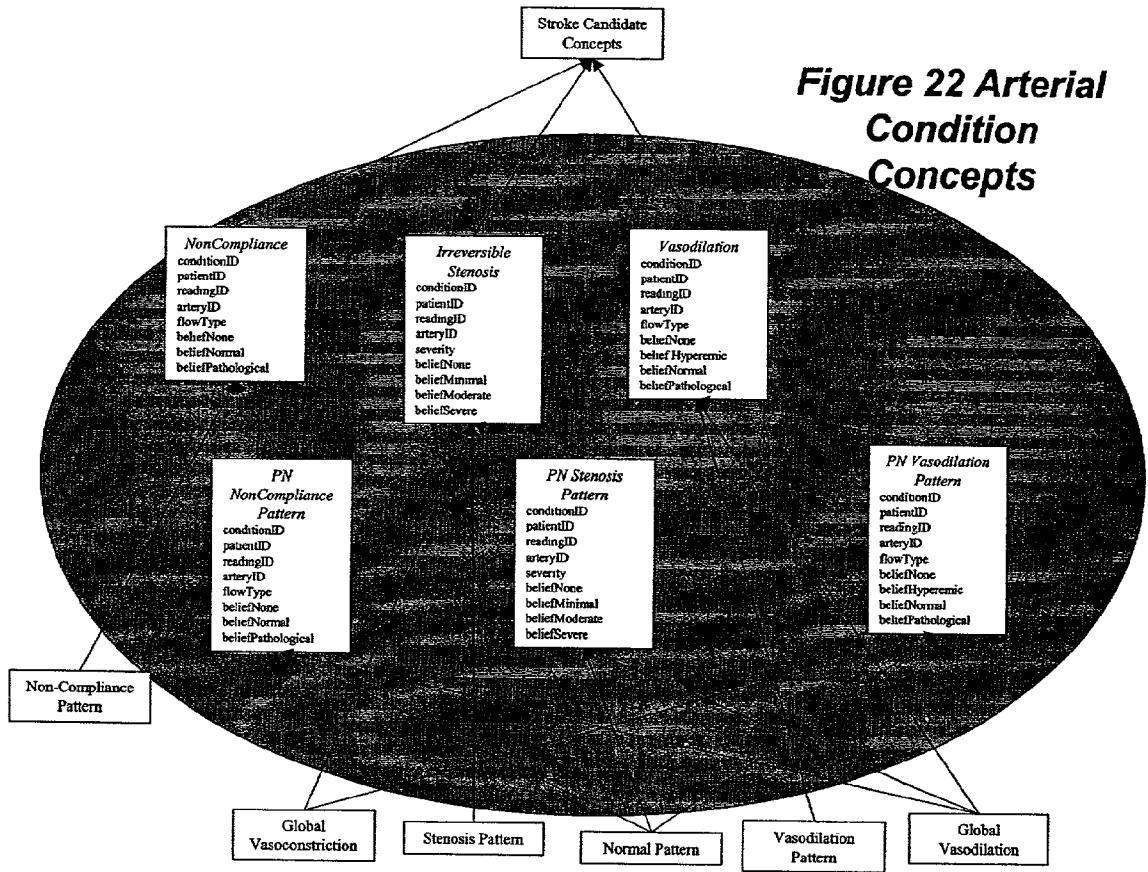 Stroke Candidate
Concepts
Figure 22 Arterial
Condition
Concepts
NonCompliance
conditionID
patientID
readingID
arteryID
flowType
beliefNone
beliefNormal
beliefPathological
Irreversible
Stenosis
conditionID
patientID
readingID
arteryID
severity
beliefNone
beliefMinimal
beliefModerate
beliefSevere
Vasodilation
conditionID
patientID
readingID
arteryID
flowType
beliefNone
belief Hyperemic
beliefNormal
beliefPathological
PN
NonCompliance
Pattern
conditionID
patientID
readingID
arteryID
flowType
beliefNone
beliefNormal
beliefPathological
PN Stenosis
Pattern
conditionID
patientID
readingID
arteryID
severity
beliefNone
beliefMinimal
beliefModerate
beliefSevere
PN Vasodilation
Pattern
conditionID
patientID
readingID
arteryID
flowType
beliefNone
beliefHyperemic
beliefNormal
beliefPathological
Non-Compliance
Pattern
Global
Vasoconstriction
Stenosis Pattern
Normal Pattern
Vasodilation
Pattern
Global
Vasodilation